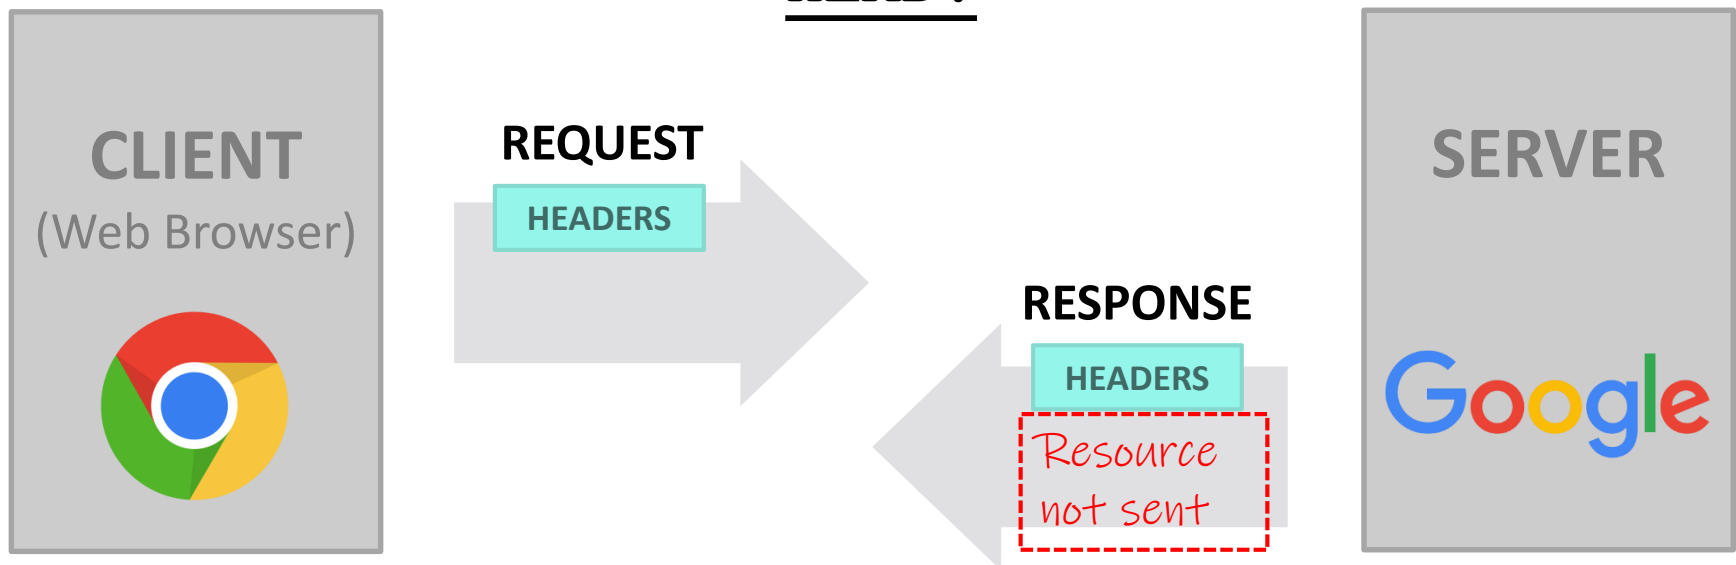 CLIENT
(Web Browser)
REQUEST
HEADERS
RESPONSE
HEADERS
Resource
not sent
SERVER
Google